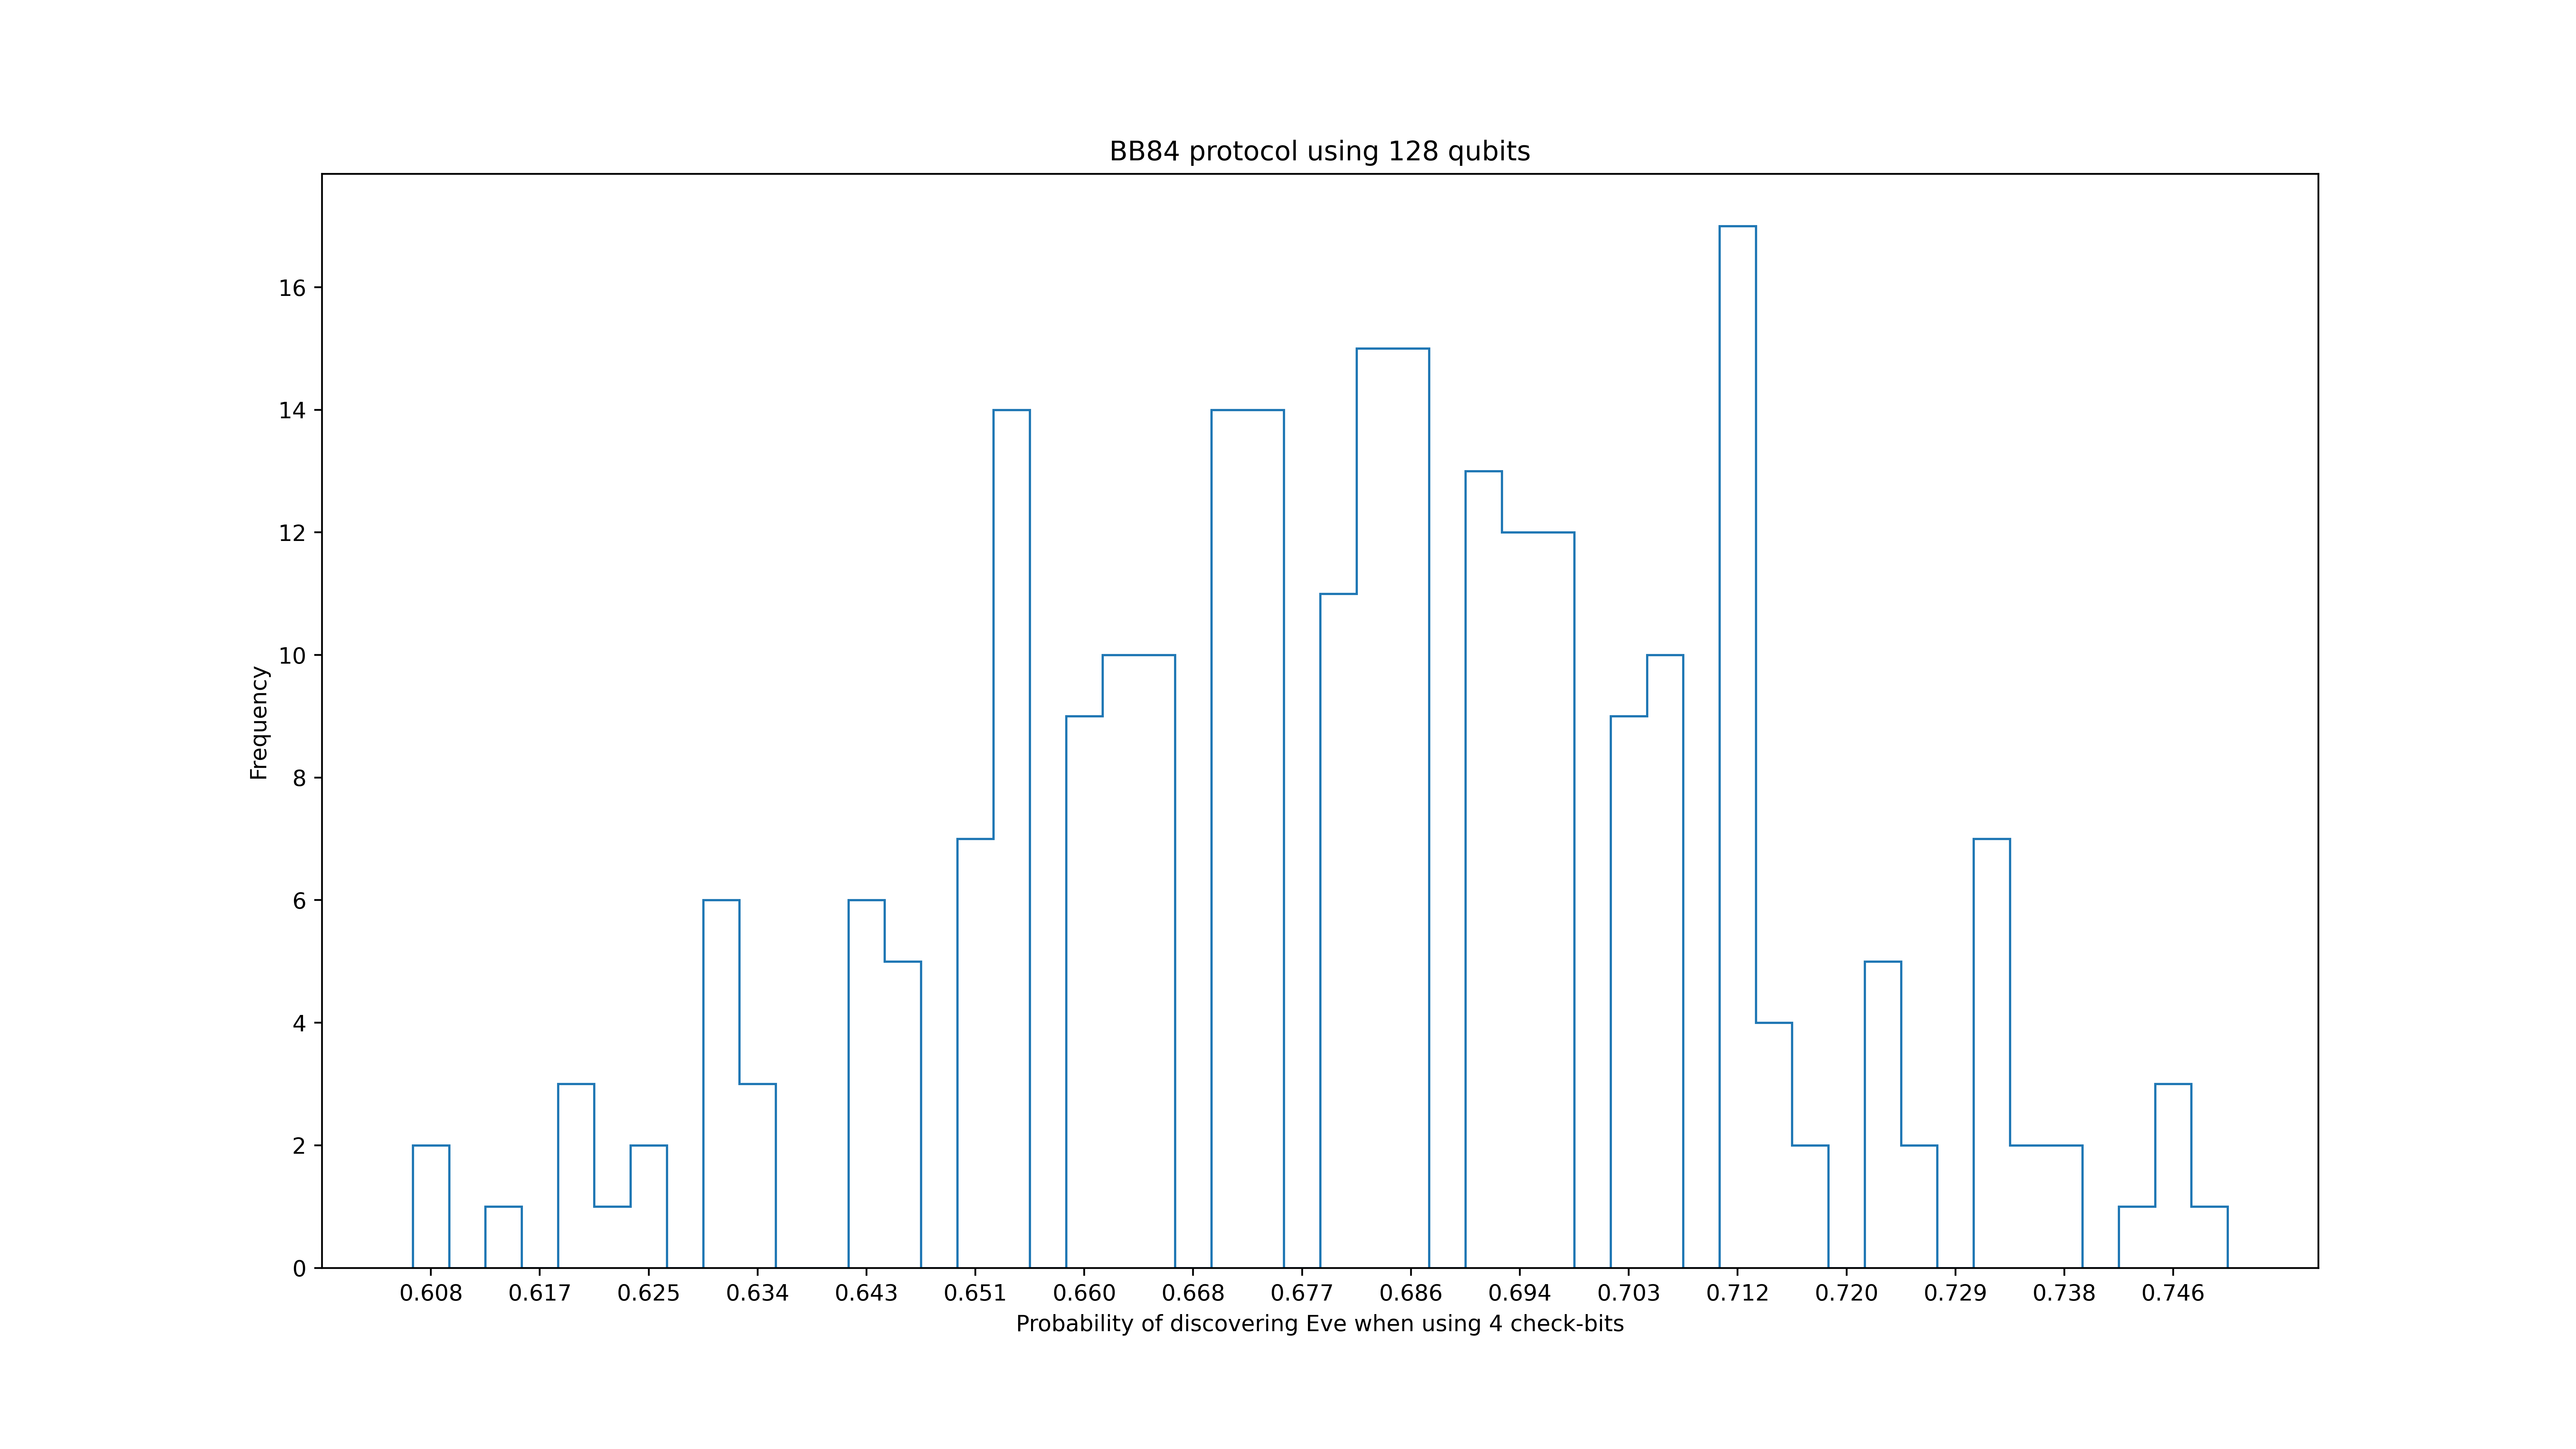 BB84 protocol using 128 qubits
Frequency
16
14
12
10
8
6
4
2
0
0.608 0.617 0.625 0.634 0.643 0.651 0.660 0.668 0.677 0.686 0.694 0.703 0.712 0.720 0.729 0.738 0.746
Probability of discovering Eve when using 4 check-bits